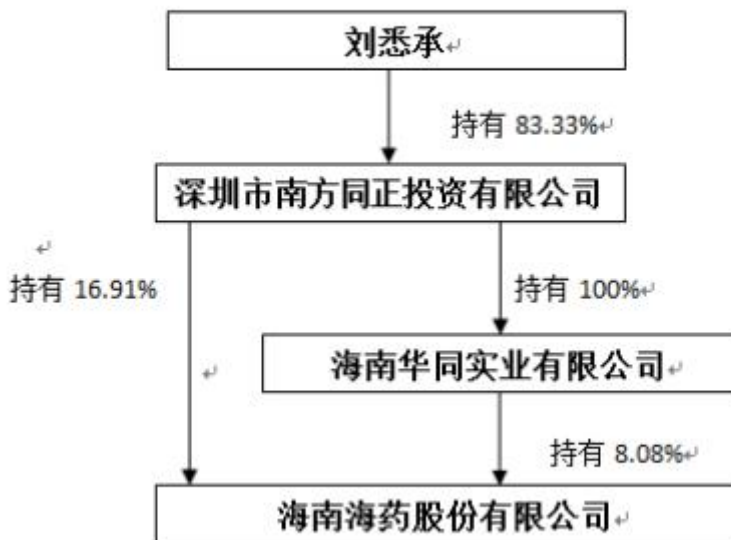 刘悉承
持有 83.33%
深圳市南方同正投资有限公司
持有 16.91%
持有 100%
海南华同实业有限公司
持有 8.08%
海南海药股份有限公司